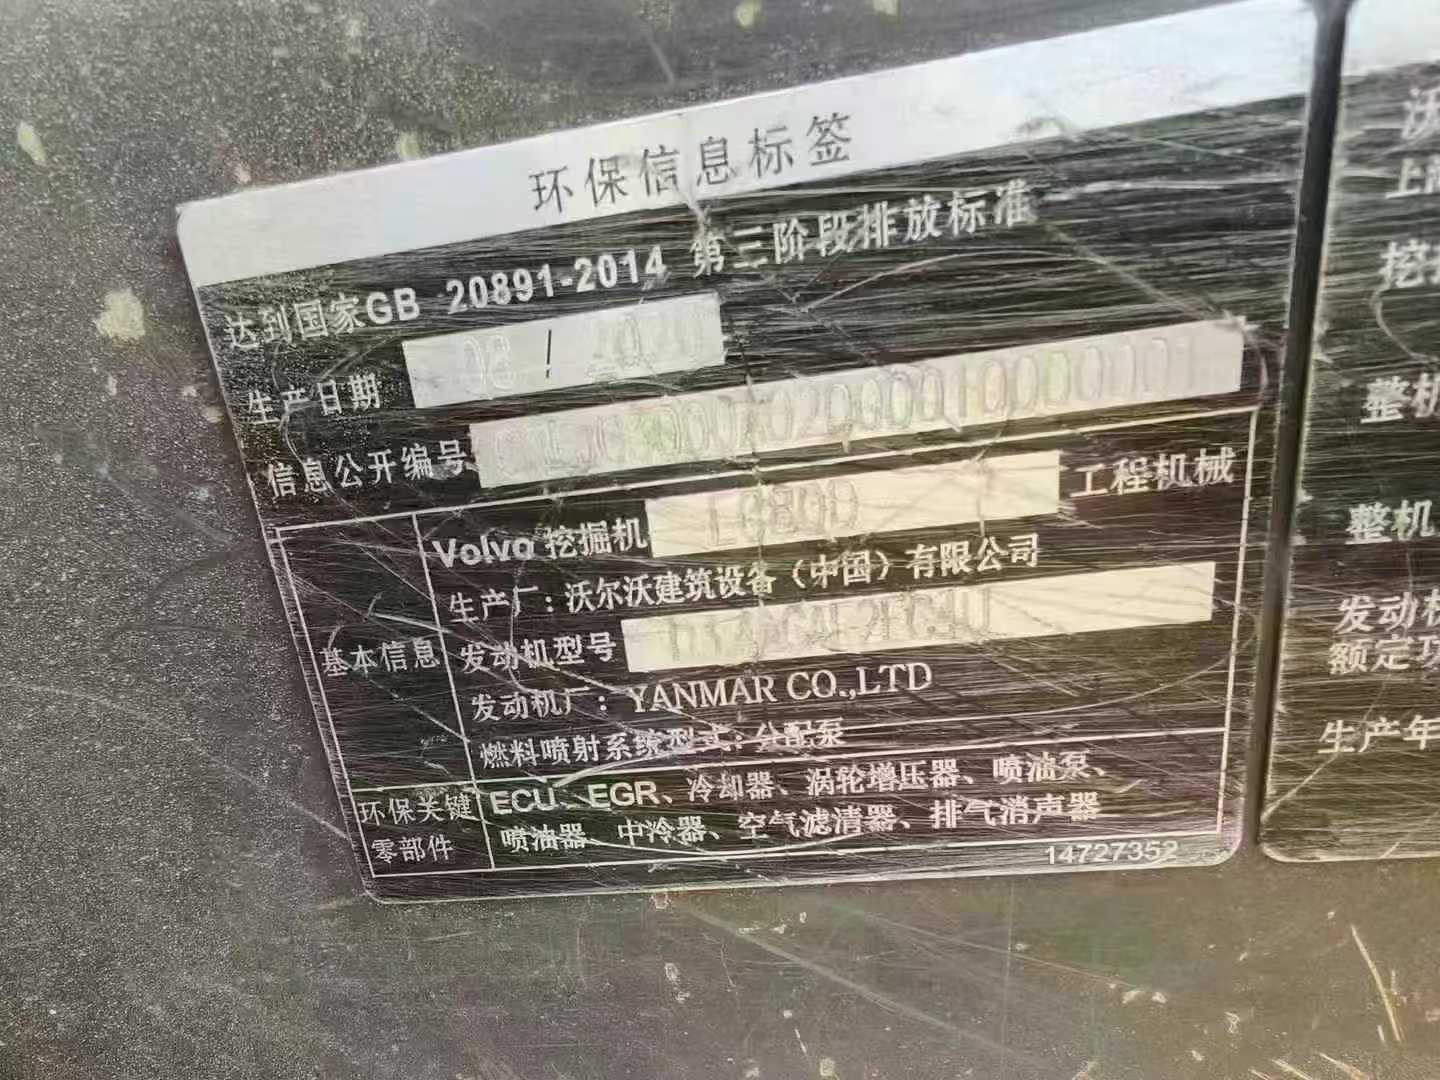 环保信息标签
达到国家GB 20891-2014 第三阶段排放标准
生产日期 08 / 2020
信息公开编号
Volvo 挖掘机 EC80D 工程机械
生产厂:沃尔沃建筑设备(中国)有限公司
基本信息
发动机型号
发动机厂: YANMAR CO.,LTD
燃料喷射系统型式:分配泵
环保关键零部件
ECU、EGR、冷却器、涡轮增压器、喷油泵、
喷油器、中冷器、空气滤清器、排气消声器
14727352
沃
上海
挖
整机
整机
发动机
额定功
生产年